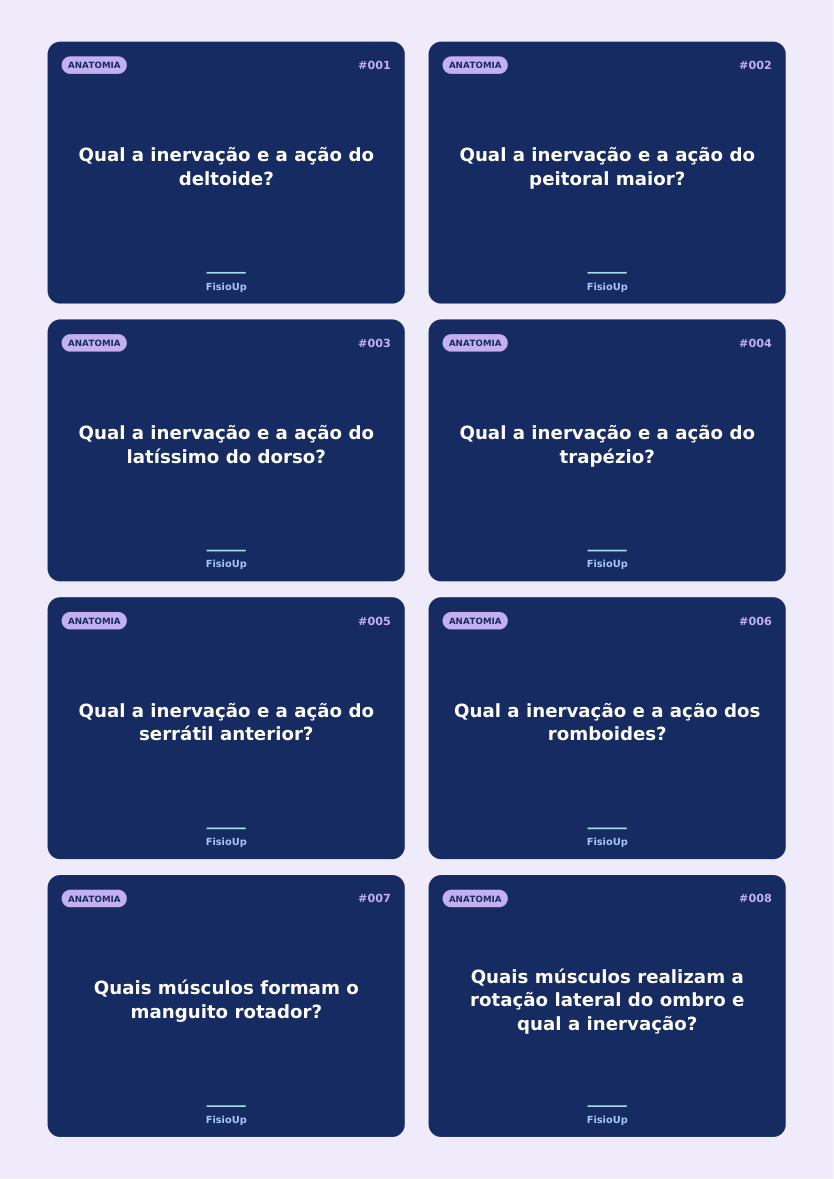 ANATOMIA
#001
Qual a inervação e a ação do
deltoide?
FisioUp
ANATOMIA
#002
Qual a inervação e a ação do
peitoral maior?
FisioUp
ANATOMIA
#003
Qual a inervação e a ação do
latíssimo do dorso?
FisioUp
ANATOMIA
#004
Qual a inervação e a ação do
trapézio?
FisioUp
ANATOMIA
#005
Qual a inervação e a ação do
serrátil anterior?
FisioUp
ANATOMIA
#006
Qual a inervação e a ação dos
romboides?
FisioUp
ANATOMIA
#007
Quais músculos formam o
manguito rotador?
FisioUp
ANATOMIA
#008
Quais músculos realizam a
rotação lateral do ombro e
qual a inervação?
FisioUp